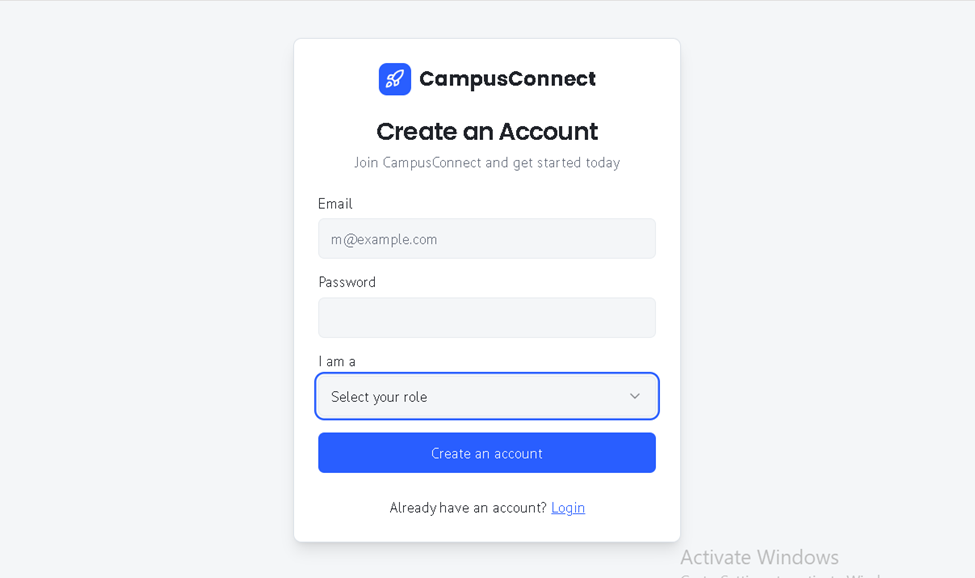 CampusConnect
Create an Account
Join CampusConnect and get started today
Email
m@example.com
Password
I am a
Select your role
Create an account
Already have an account? Login
Activate Windows